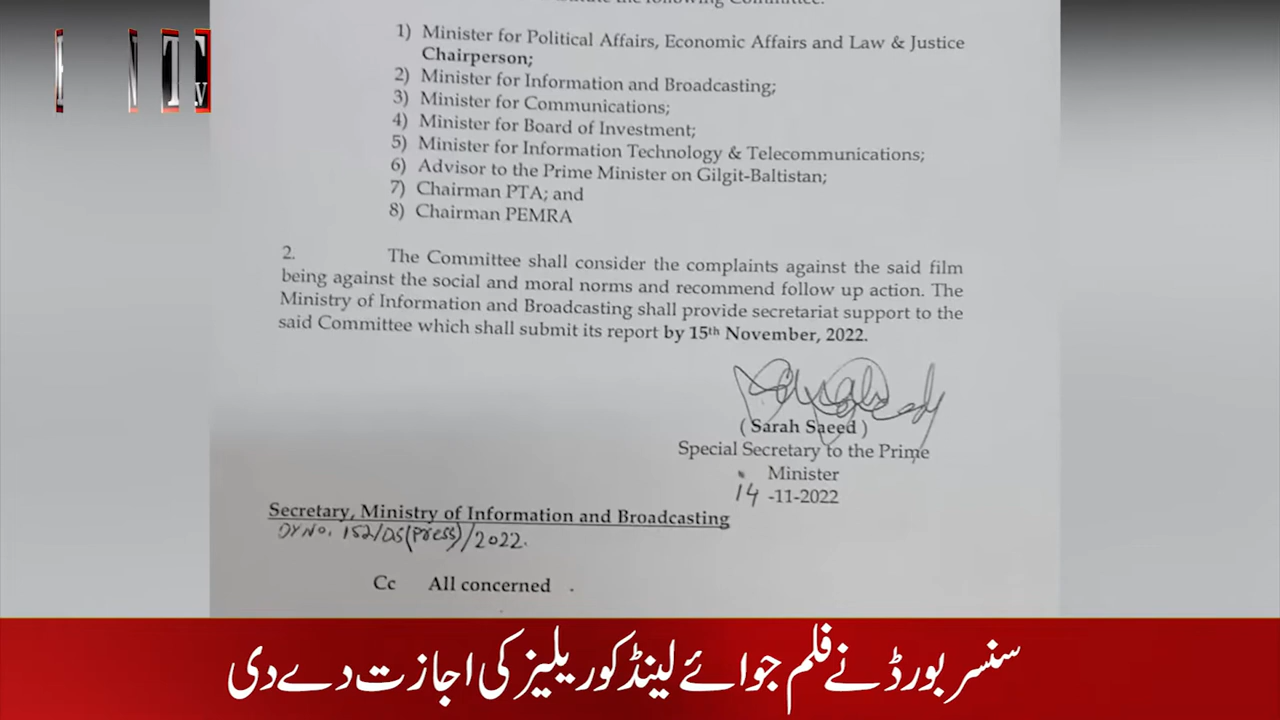 1) Minister for Political Affairs, Economic Affairs and Law & Justice
Chairperson;
2) Minister for Information and Broadcasting;
3) Minister for Communications;
4) Minister for Board of Investment;
5) Minister for Information Technology & Telecommunications;
6) Advisor to the Prime Minister on Gilgit-Baltistan;
7) Chairman PTA; and
8) Chairman PEMRA
2. The Committee shall consider the complaints against the said film
being against the social and moral norms and recommend follow up action. The
Ministry of Information and Broadcasting shall provide secretariat support to the
said Committee which shall submit its report by 15th November, 2022.
( Sarah Saeed )
Special Secretary to the Prime
Minister
14 -11-2022
Secretary, Ministry of Information and Broadcasting
DY NO. 152/DS(Press)/2022.
Cc All concerned
سنسر بورڈ نے فلم جوائے لینڈ کو ریلیز کی اجازت دے دی